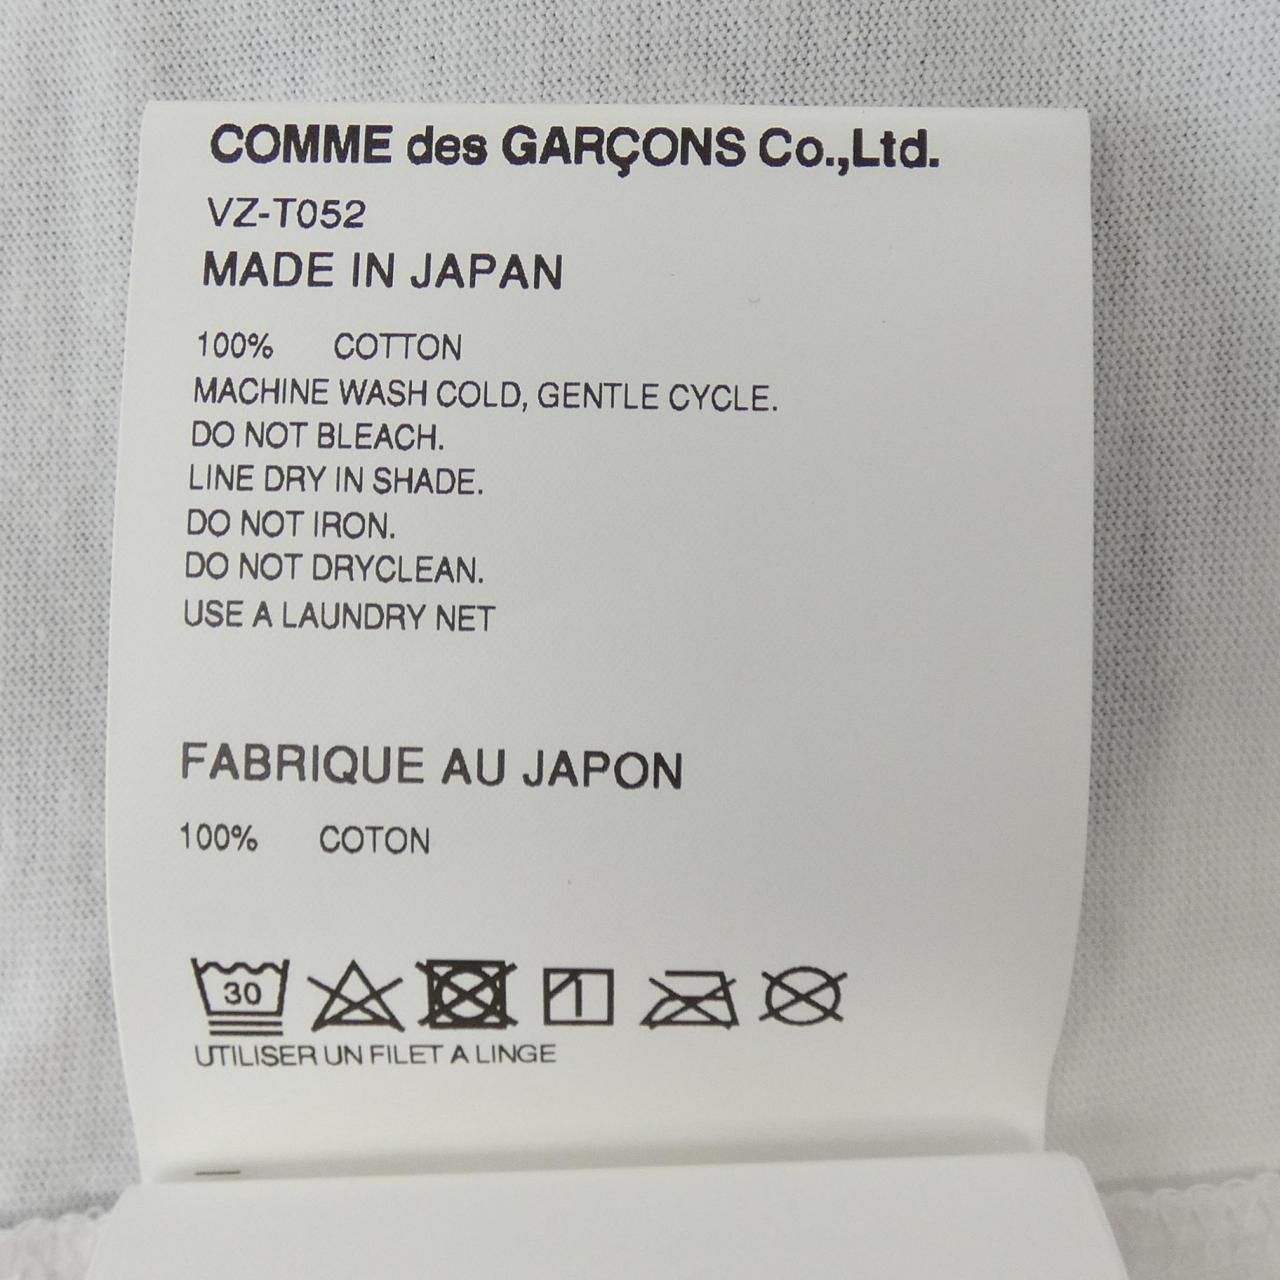 COMME des GARÇONS Co.,Ltd.
VZ-T052
MADE IN JAPAN
100% COTTON
MACHINE WASH COLD, GENTLE CYCLE.
DO NOT BLEACH.
LINE DRY IN SHADE.
DO NOT IRON.
DO NOT DRYCLEAN.
USE A LAUNDRY NET
FABRIQUE AU JAPON
100% COTON
30
UTILISER UN FILET A LINGE